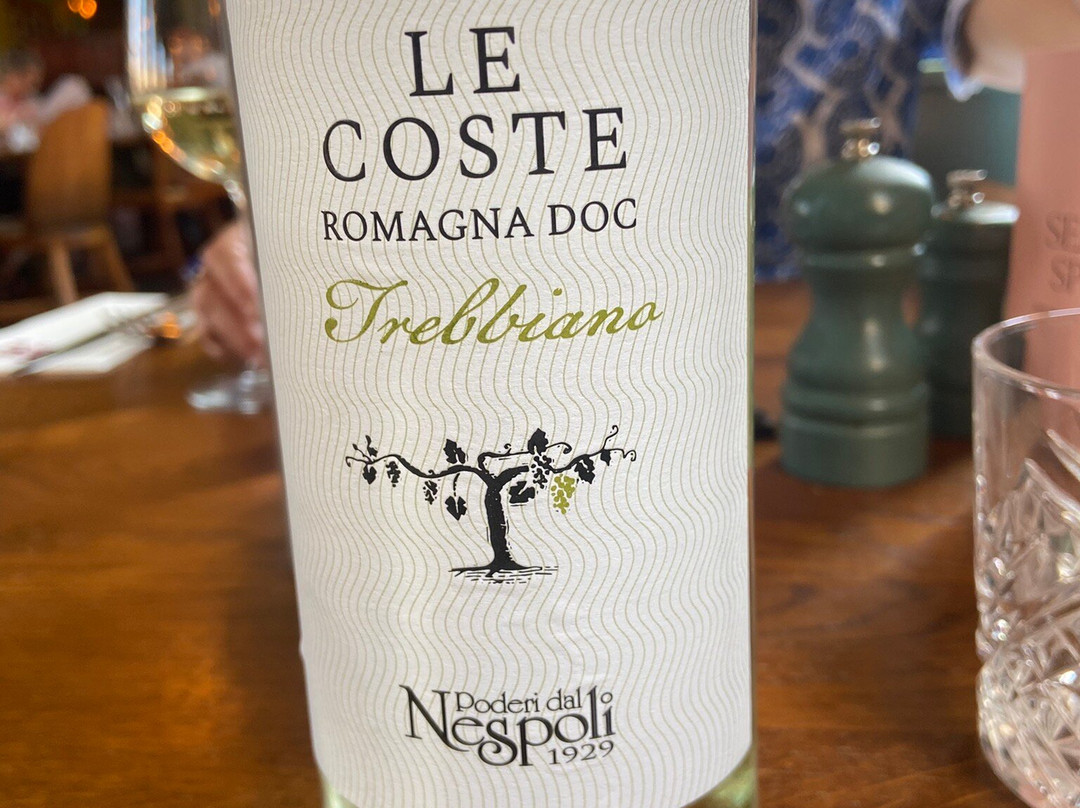 LE
COSTE
ROMAGNA DOC
Trebbiano
Poderi dal
Nespoli
1929